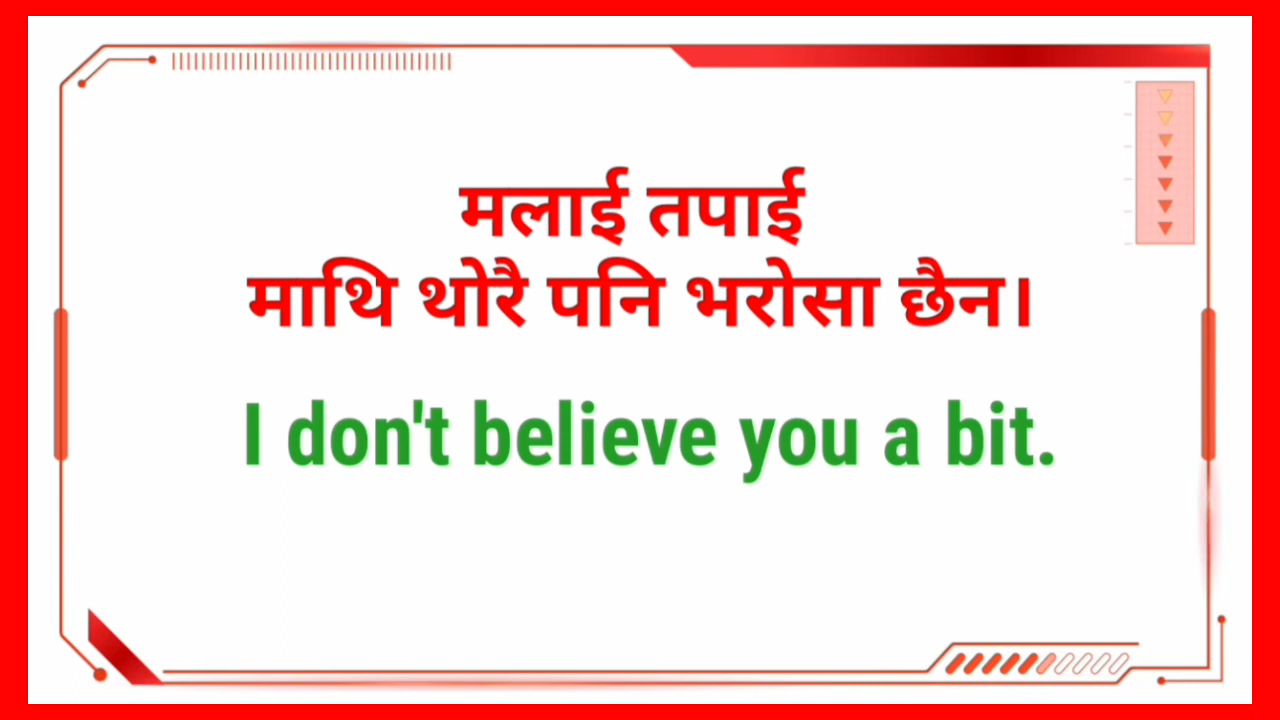 मलाई तपाई
माथि थोरै पनि भरोसा छैन।
I don't believe you a bit.